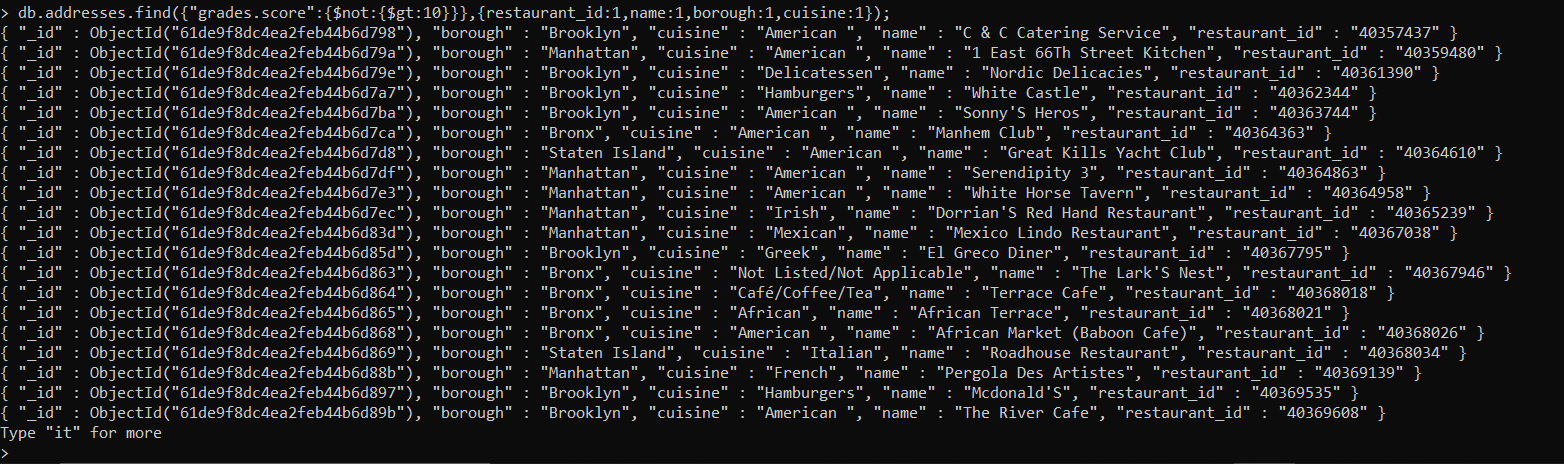 > db.addresses.find({"grades.score":{$not:{$gt:10}}},{restaurant_id:1,name:1,borough:1,cuisine:1});
{ "_id" : ObjectId("61de9f8dc4ea2feb44b6d798"), "borough" : "Brooklyn", "cuisine" : "American ", "name" : "C & C Catering Service", "restaurant_id" : "40357437" }
{ "_id" : ObjectId("61de9f8dc4ea2feb44b6d79a"), "borough" : "Manhattan", "cuisine" : "American ", "name" : "1 East 66Th Street Kitchen", "restaurant_id" : "40359480" }
{ "_id" : ObjectId("61de9f8dc4ea2feb44b6d79e"), "borough" : "Brooklyn", "cuisine" : "Delicatessen", "name" : "Nordic Delicacies", "restaurant_id" : "40361390" }
{ "_id" : ObjectId("61de9f8dc4ea2feb44b6d7a7"), "borough" : "Brooklyn", "cuisine" : "Hamburgers", "name" : "White Castle", "restaurant_id" : "40362344" }
{ "_id" : ObjectId("61de9f8dc4ea2feb44b6d7ba"), "borough" : "Brooklyn", "cuisine" : "American ", "name" : "Sonny'S Heros", "restaurant_id" : "40363744" }
{ "_id" : ObjectId("61de9f8dc4ea2feb44b6d7ca"), "borough" : "Bronx", "cuisine" : "American ", "name" : "Manhem Club", "restaurant_id" : "40364363" }
{ "_id" : ObjectId("61de9f8dc4ea2feb44b6d7d8"), "borough" : "Staten Island", "cuisine" : "American ", "name" : "Great Kills Yacht Club", "restaurant_id" : "40364610" }
{ "_id" : ObjectId("61de9f8dc4ea2feb44b6d7df"), "borough" : "Manhattan", "cuisine" : "American ", "name" : "Serendipity 3", "restaurant_id" : "40364863" }
{ "_id" : ObjectId("61de9f8dc4ea2feb44b6d7e3"), "borough" : "Manhattan", "cuisine" : "American ", "name" : "White Horse Tavern", "restaurant_id" : "40364958" }
{ "_id" : ObjectId("61de9f8dc4ea2feb44b6d7ec"), "borough" : "Manhattan", "cuisine" : "Irish", "name" : "Dorrian'S Red Hand Restaurant", "restaurant_id" : "40365239" }
{ "_id" : ObjectId("61de9f8dc4ea2feb44b6d83d"), "borough" : "Manhattan", "cuisine" : "Mexican", "name" : "Mexico Lindo Restaurant", "restaurant_id" : "40367038" }
{ "_id" : ObjectId("61de9f8dc4ea2feb44b6d85d"), "borough" : "Brooklyn", "cuisine" : "Greek", "name" : "El Greco Diner", "restaurant_id" : "40367795" }
{ "_id" : ObjectId("61de9f8dc4ea2feb44b6d863"), "borough" : "Bronx", "cuisine" : "Not Listed/Not Applicable", "name" : "The Lark'S Nest", "restaurant_id" : "40367946" }
{ "_id" : ObjectId("61de9f8dc4ea2feb44b6d864"), "borough" : "Bronx", "cuisine" : "Café/Coffee/Tea", "name" : "Terrace Cafe", "restaurant_id" : "40368018" }
{ "_id" : ObjectId("61de9f8dc4ea2feb44b6d865"), "borough" : "Bronx", "cuisine" : "African", "name" : "African Terrace", "restaurant_id" : "40368021" }
{ "_id" : ObjectId("61de9f8dc4ea2feb44b6d868"), "borough" : "Bronx", "cuisine" : "American ", "name" : "African Market (Baboon Cafe)", "restaurant_id" : "40368026" }
{ "_id" : ObjectId("61de9f8dc4ea2feb44b6d869"), "borough" : "Staten Island", "cuisine" : "Italian", "name" : "Roadhouse Restaurant", "restaurant_id" : "40368034" }
{ "_id" : ObjectId("61de9f8dc4ea2feb44b6d88b"), "borough" : "Manhattan", "cuisine" : "French", "name" : "Pergola Des Artistes", "restaurant_id" : "40369139" }
{ "_id" : ObjectId("61de9f8dc4ea2feb44b6d897"), "borough" : "Brooklyn", "cuisine" : "Hamburgers", "name" : "Mcdonald'S", "restaurant_id" : "40369535" }
{ "_id" : ObjectId("61de9f8dc4ea2feb44b6d89b"), "borough" : "Brooklyn", "cuisine" : "American ", "name" : "The River Cafe", "restaurant_id" : "40369608" }
Type "it" for more
>